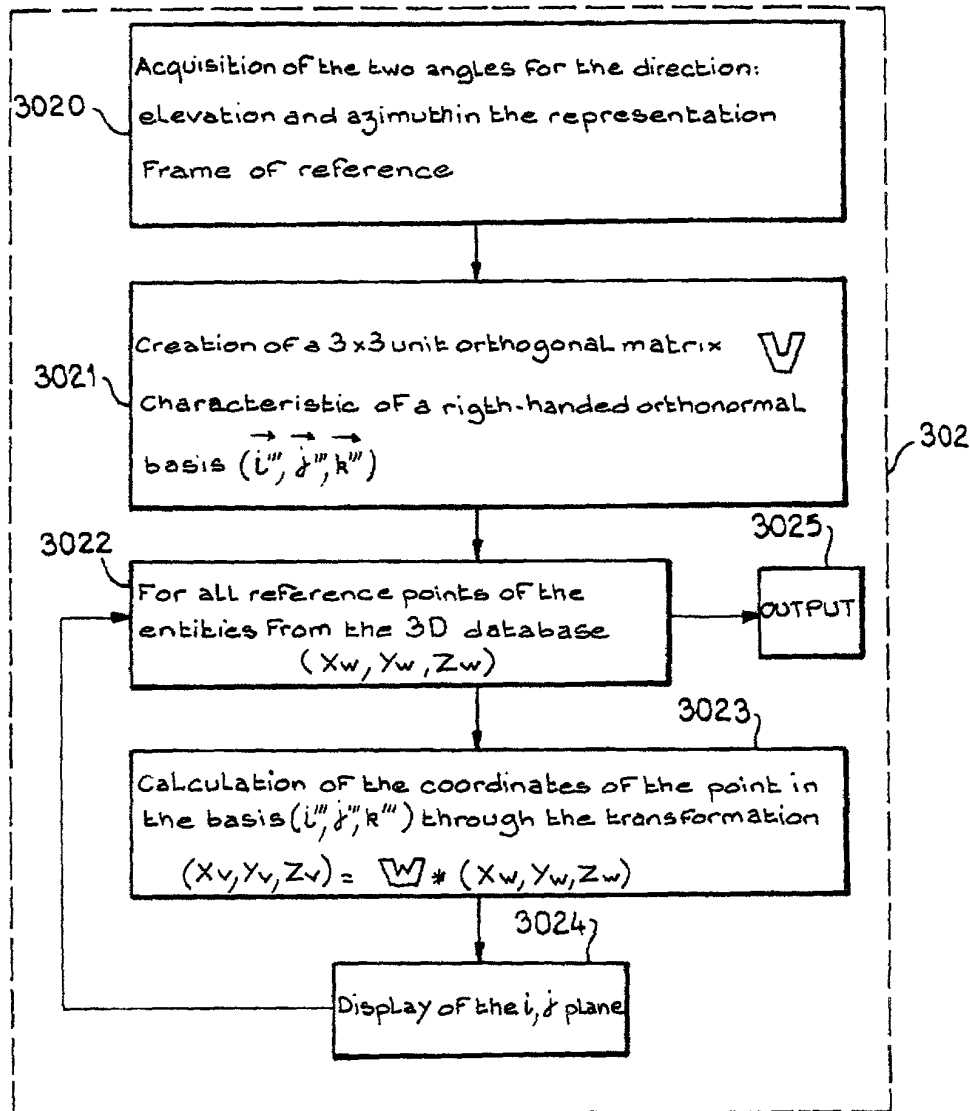 Acquisition of the two angles for the direction:
3020
elevation and azimuthin the representation
Frame of reference
Creation of a 3x3 unit orthogonal matrix V
3021
Characteristic of a rigth-handed orthonormal
basis (i''', j''', k''')
302
3022
3025
For all reference points of the
entities From the 3D database
(Xw, Yw, Zw)
OUTPUT
3023
Calculation of the coordinates of the point in
the basis (i''', j''', k''') through the transformation
(Xv, Yv, Zv) = W * (Xw, Yw, Zw)
3024
Display of the i, j plane